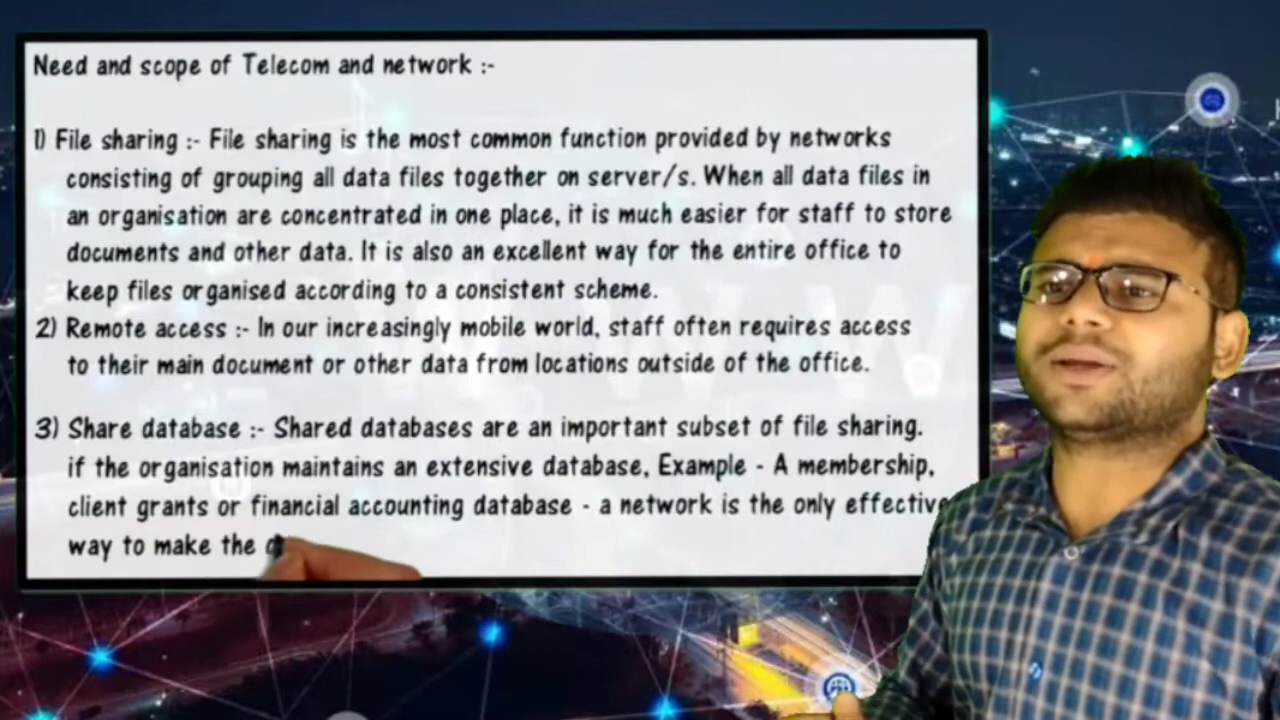 Need and scope of Telecom and network :-
1) File sharing :- File sharing is the most common function provided by networks
consisting of grouping all data files together on server/s. When all data files in
an organisation are concentrated in one place, it is much easier for staff to store
documents and other data. It is also an excellent way for the entire office to
keep files organised according to a consistent scheme.
2) Remote access :- In our increasingly mobile world, staff often requires access
to their main document or other data from locations outside of the office.
3) Share database :- Shared databases are an important subset of file sharing.
if the organisation maintains an extensive database, Example - A membership,
client grants or financial accounting database - a network is the only effective
way to make the